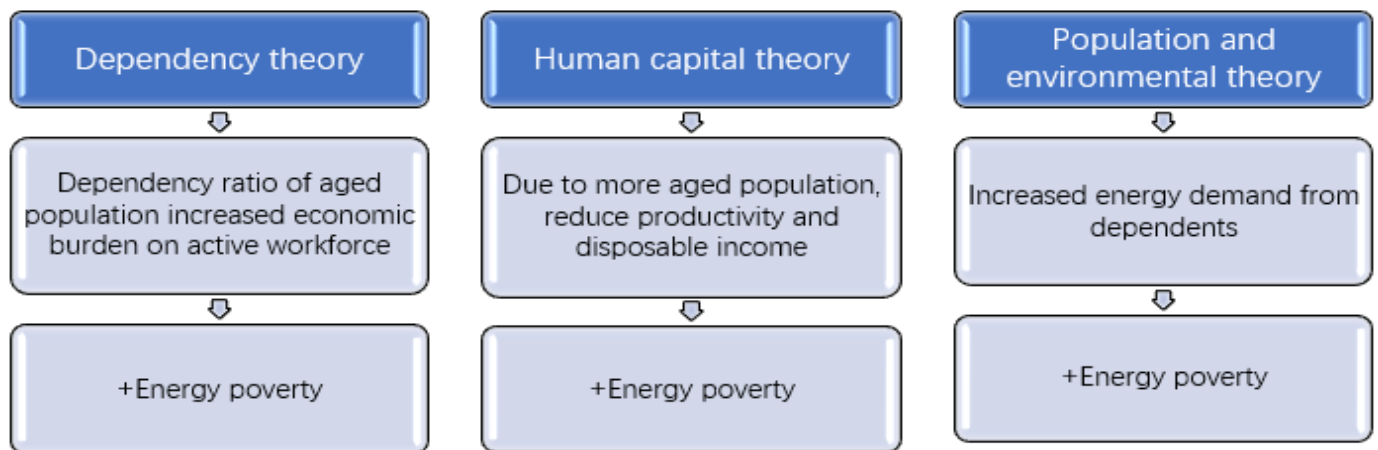 Dependency theory
Dependency ratio of aged
population increased economic
burden on active workforce
+Energy poverty
Human capital theory
Due to more aged population,
reduce productivity and
disposable income
+Energy poverty
Population and
environmental theory
Increased energy demand from
dependents
+Energy poverty